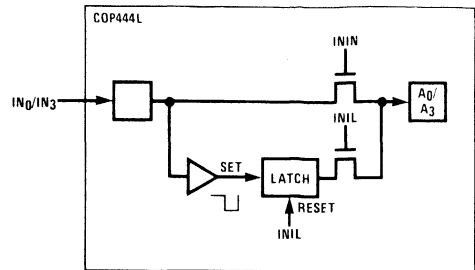 COP444L
ININ
IN0/IN3
A0/
A3
INIL
SET
LATCH
RESET
INIL